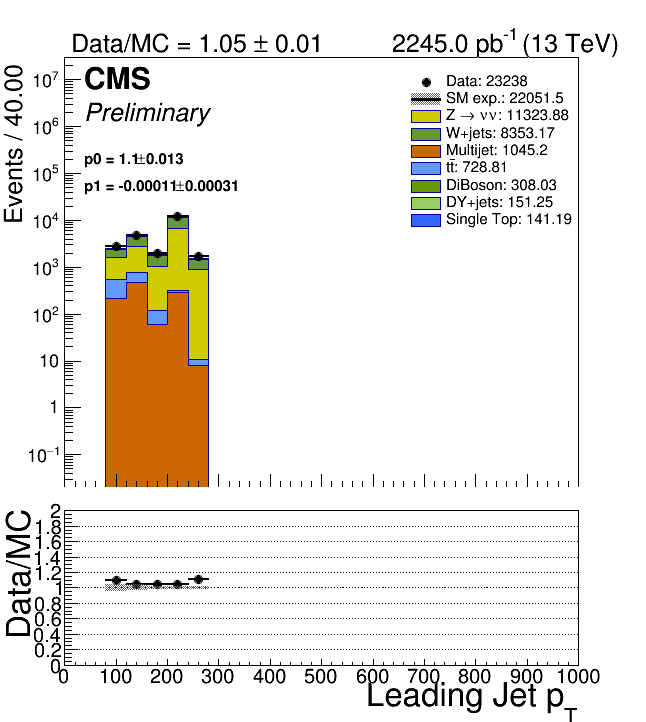 Data/MC = 1.05 ± 0.01
2245.0 pb⁻¹ (13 TeV)
CMS
Preliminary
p0 = 1.1±0.013
p1 = -0.00011±0.00031
Data: 23238
SM exp.: 22051.5
Z → νν: 11323.88
W+jets: 8353.17
Multijet: 1045.2
tt̄: 728.81
DiBoson: 308.03
DY+jets: 151.25
Single Top: 141.19
Events / 40.00
10⁷
10⁶
10⁵
10⁴
10³
10²
10
1
10⁻¹
Data/MC
2
1.8
1.6
1.4
1.2
1
0.8
0.6
0.4
0.2
0
0 100 200 300 400 500 600 700 800 900 1000
Leading Jet p_T